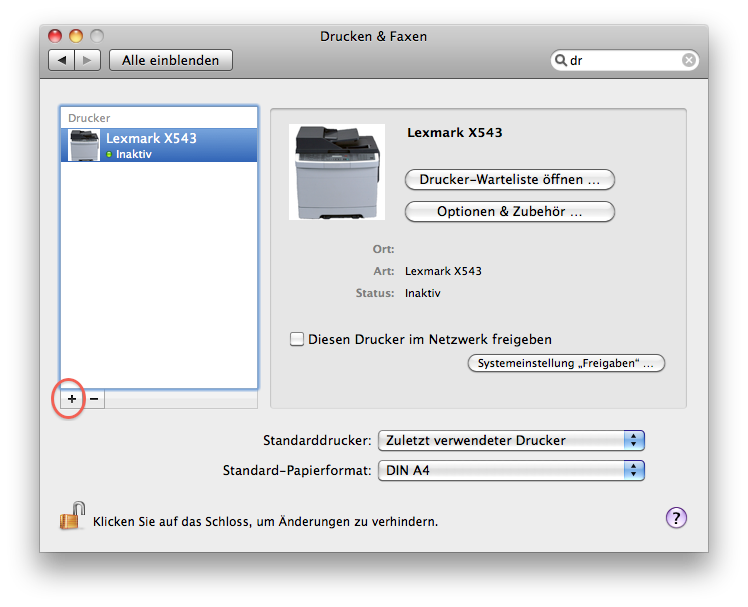 Drucken & Faxen
Alle einblenden
dr
Drucker
Lexmark X543
Inaktiv
Lexmark X543
Drucker-Warteliste öffnen ...
Optionen & Zubehör ...
Ort:
Art: Lexmark X543
Status: Inaktiv
Diesen Drucker im Netzwerk freigeben
Systemeinstellung „Freigaben“ ...
+ −
Standarddrucker: Zuletzt verwendeter Drucker
Standard-Papierformat: DIN A4
Klicken Sie auf das Schloss, um Änderungen zu verhindern.
?